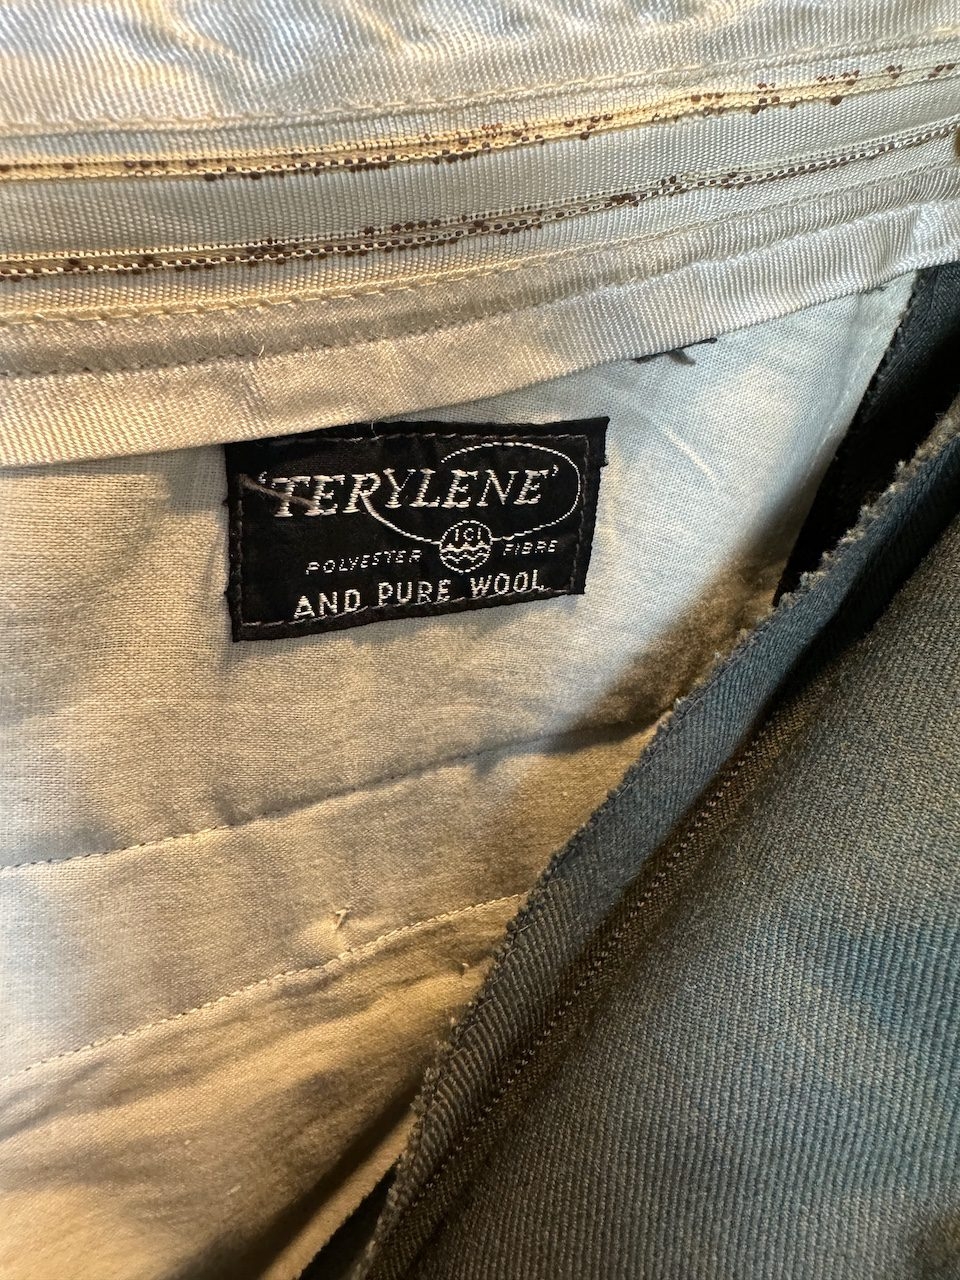 'TERYLENE'
ICI
POLYESTER FIBRE
AND PURE WOOL